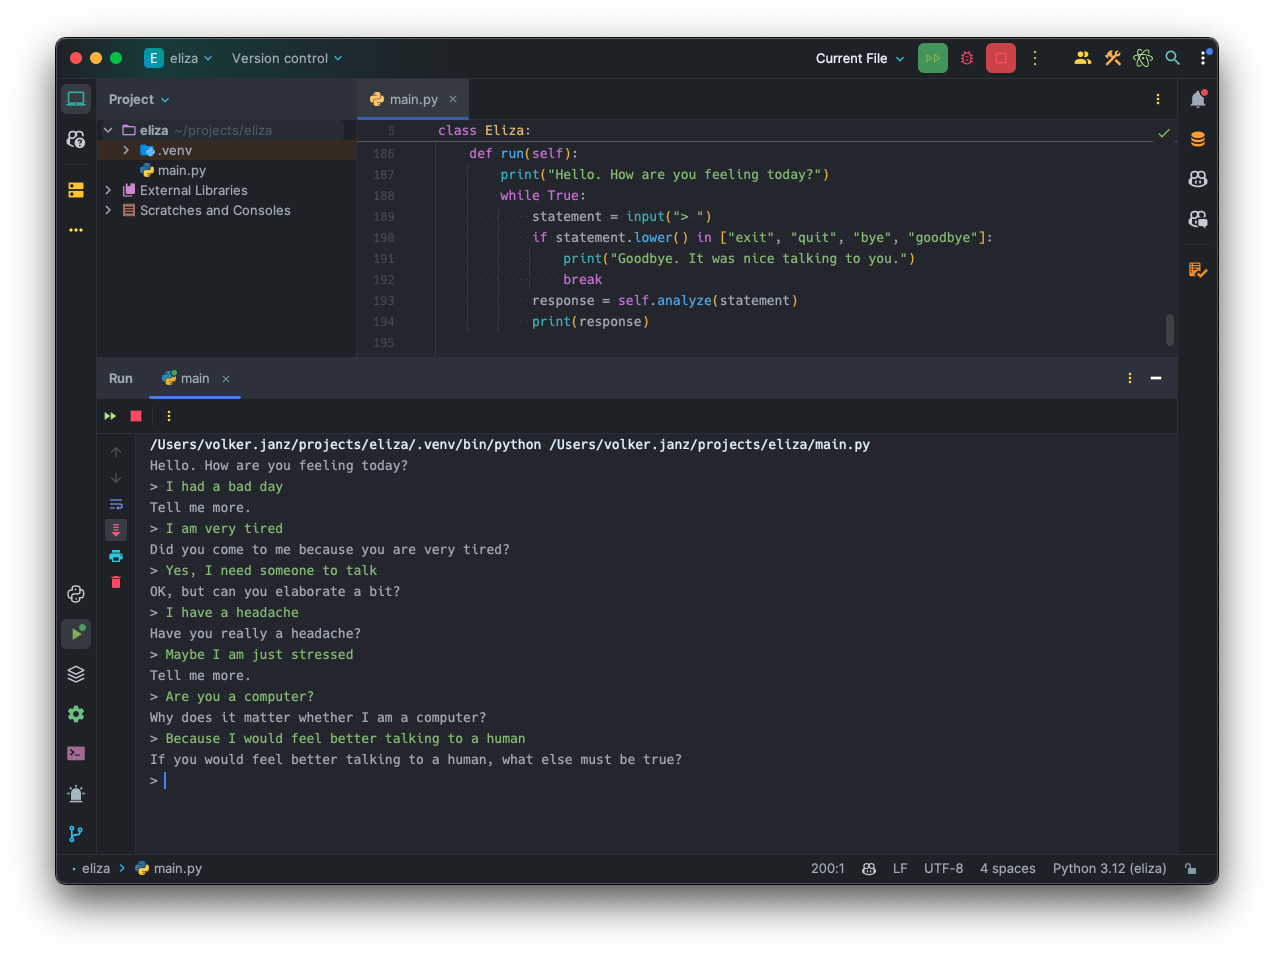 E eliza Version control Current File
Project
main.py
eliza ~/projects/eliza
.venv
main.py
External Libraries
Scratches and Consoles
5 class Eliza:
186 def run(self):
187 print("Hello. How are you feeling today?")
188 while True:
189 statement = input("> ")
190 if statement.lower() in ["exit", "quit", "bye", "goodbye"]:
191 print("Goodbye. It was nice talking to you.")
192 break
193 response = self.analyze(statement)
194 print(response)
195
Run main
/Users/volker.janz/projects/eliza/.venv/bin/python /Users/volker.janz/projects/eliza/main.py
Hello. How are you feeling today?
> I had a bad day
Tell me more.
> I am very tired
Did you come to me because you are very tired?
> Yes, I need someone to talk
OK, but can you elaborate a bit?
> I have a headache
Have you really a headache?
> Maybe I am just stressed
Tell me more.
> Are you a computer?
Why does it matter whether I am a computer?
> Because I would feel better talking to a human
If you would feel better talking to a human, what else must be true?
>
eliza > main.py 200:1 LF UTF-8 4 spaces Python 3.12 (eliza)